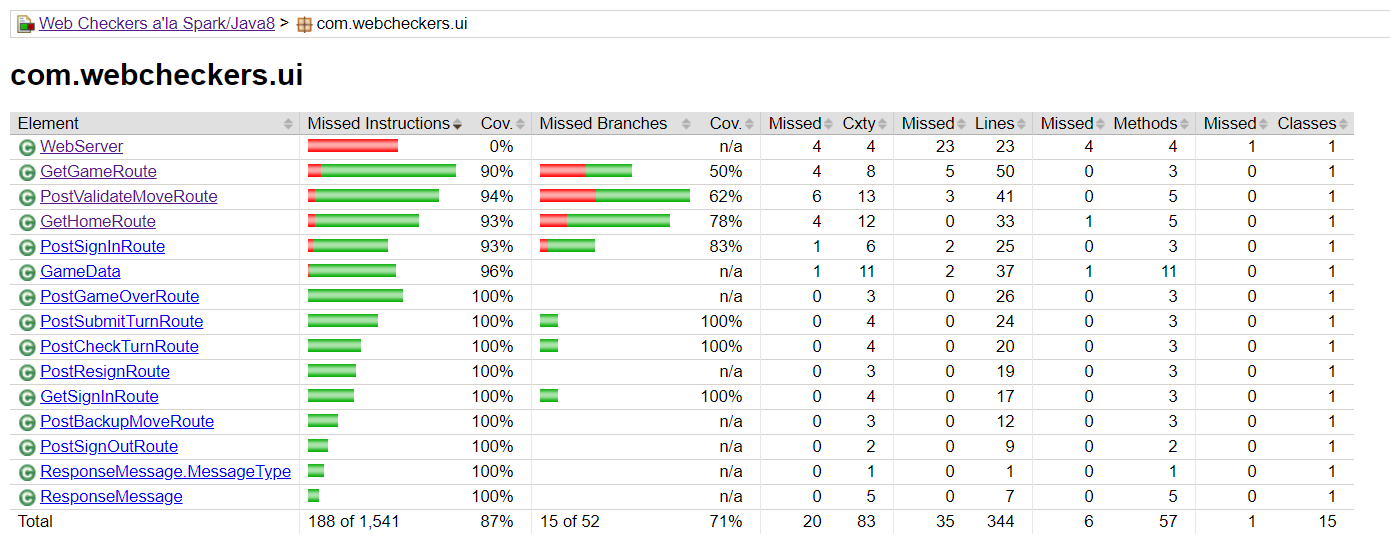 Web Checkers a'la Spark/Java8 > com.webcheckers.ui
com.webcheckers.ui
Element Missed Instructions Cov. Missed Branches Cov. Missed Cxty Missed Lines Missed Methods Missed Classes
WebServer 0% n/a 4 4 23 23 4 4 1 1
GetGameRoute 90% 50% 4 8 5 50 0 3 0 1
PostValidateMoveRoute 94% 62% 6 13 3 41 0 5 0 1
GetHomeRoute 93% 78% 4 12 0 33 1 5 0 1
PostSignInRoute 93% 83% 1 6 2 25 0 3 0 1
GameData 96% n/a 1 11 2 37 1 11 0 1
PostGameOverRoute 100% n/a 0 3 0 26 0 3 0 1
PostSubmitTurnRoute 100% 100% 0 4 0 24 0 3 0 1
PostCheckTurnRoute 100% 100% 0 4 0 20 0 3 0 1
PostResignRoute 100% n/a 0 3 0 19 0 3 0 1
GetSignInRoute 100% 100% 0 4 0 17 0 3 0 1
PostBackupMoveRoute 100% n/a 0 3 0 12 0 3 0 1
PostSignOutRoute 100% n/a 0 2 0 9 0 2 0 1
ResponseMessage.MessageType 100% n/a 0 1 0 1 0 1 0 1
ResponseMessage 100% n/a 0 5 0 7 0 5 0 1
Total 188 of 1,541 87% 15 of 52 71% 20 83 35 344 6 57 1 15